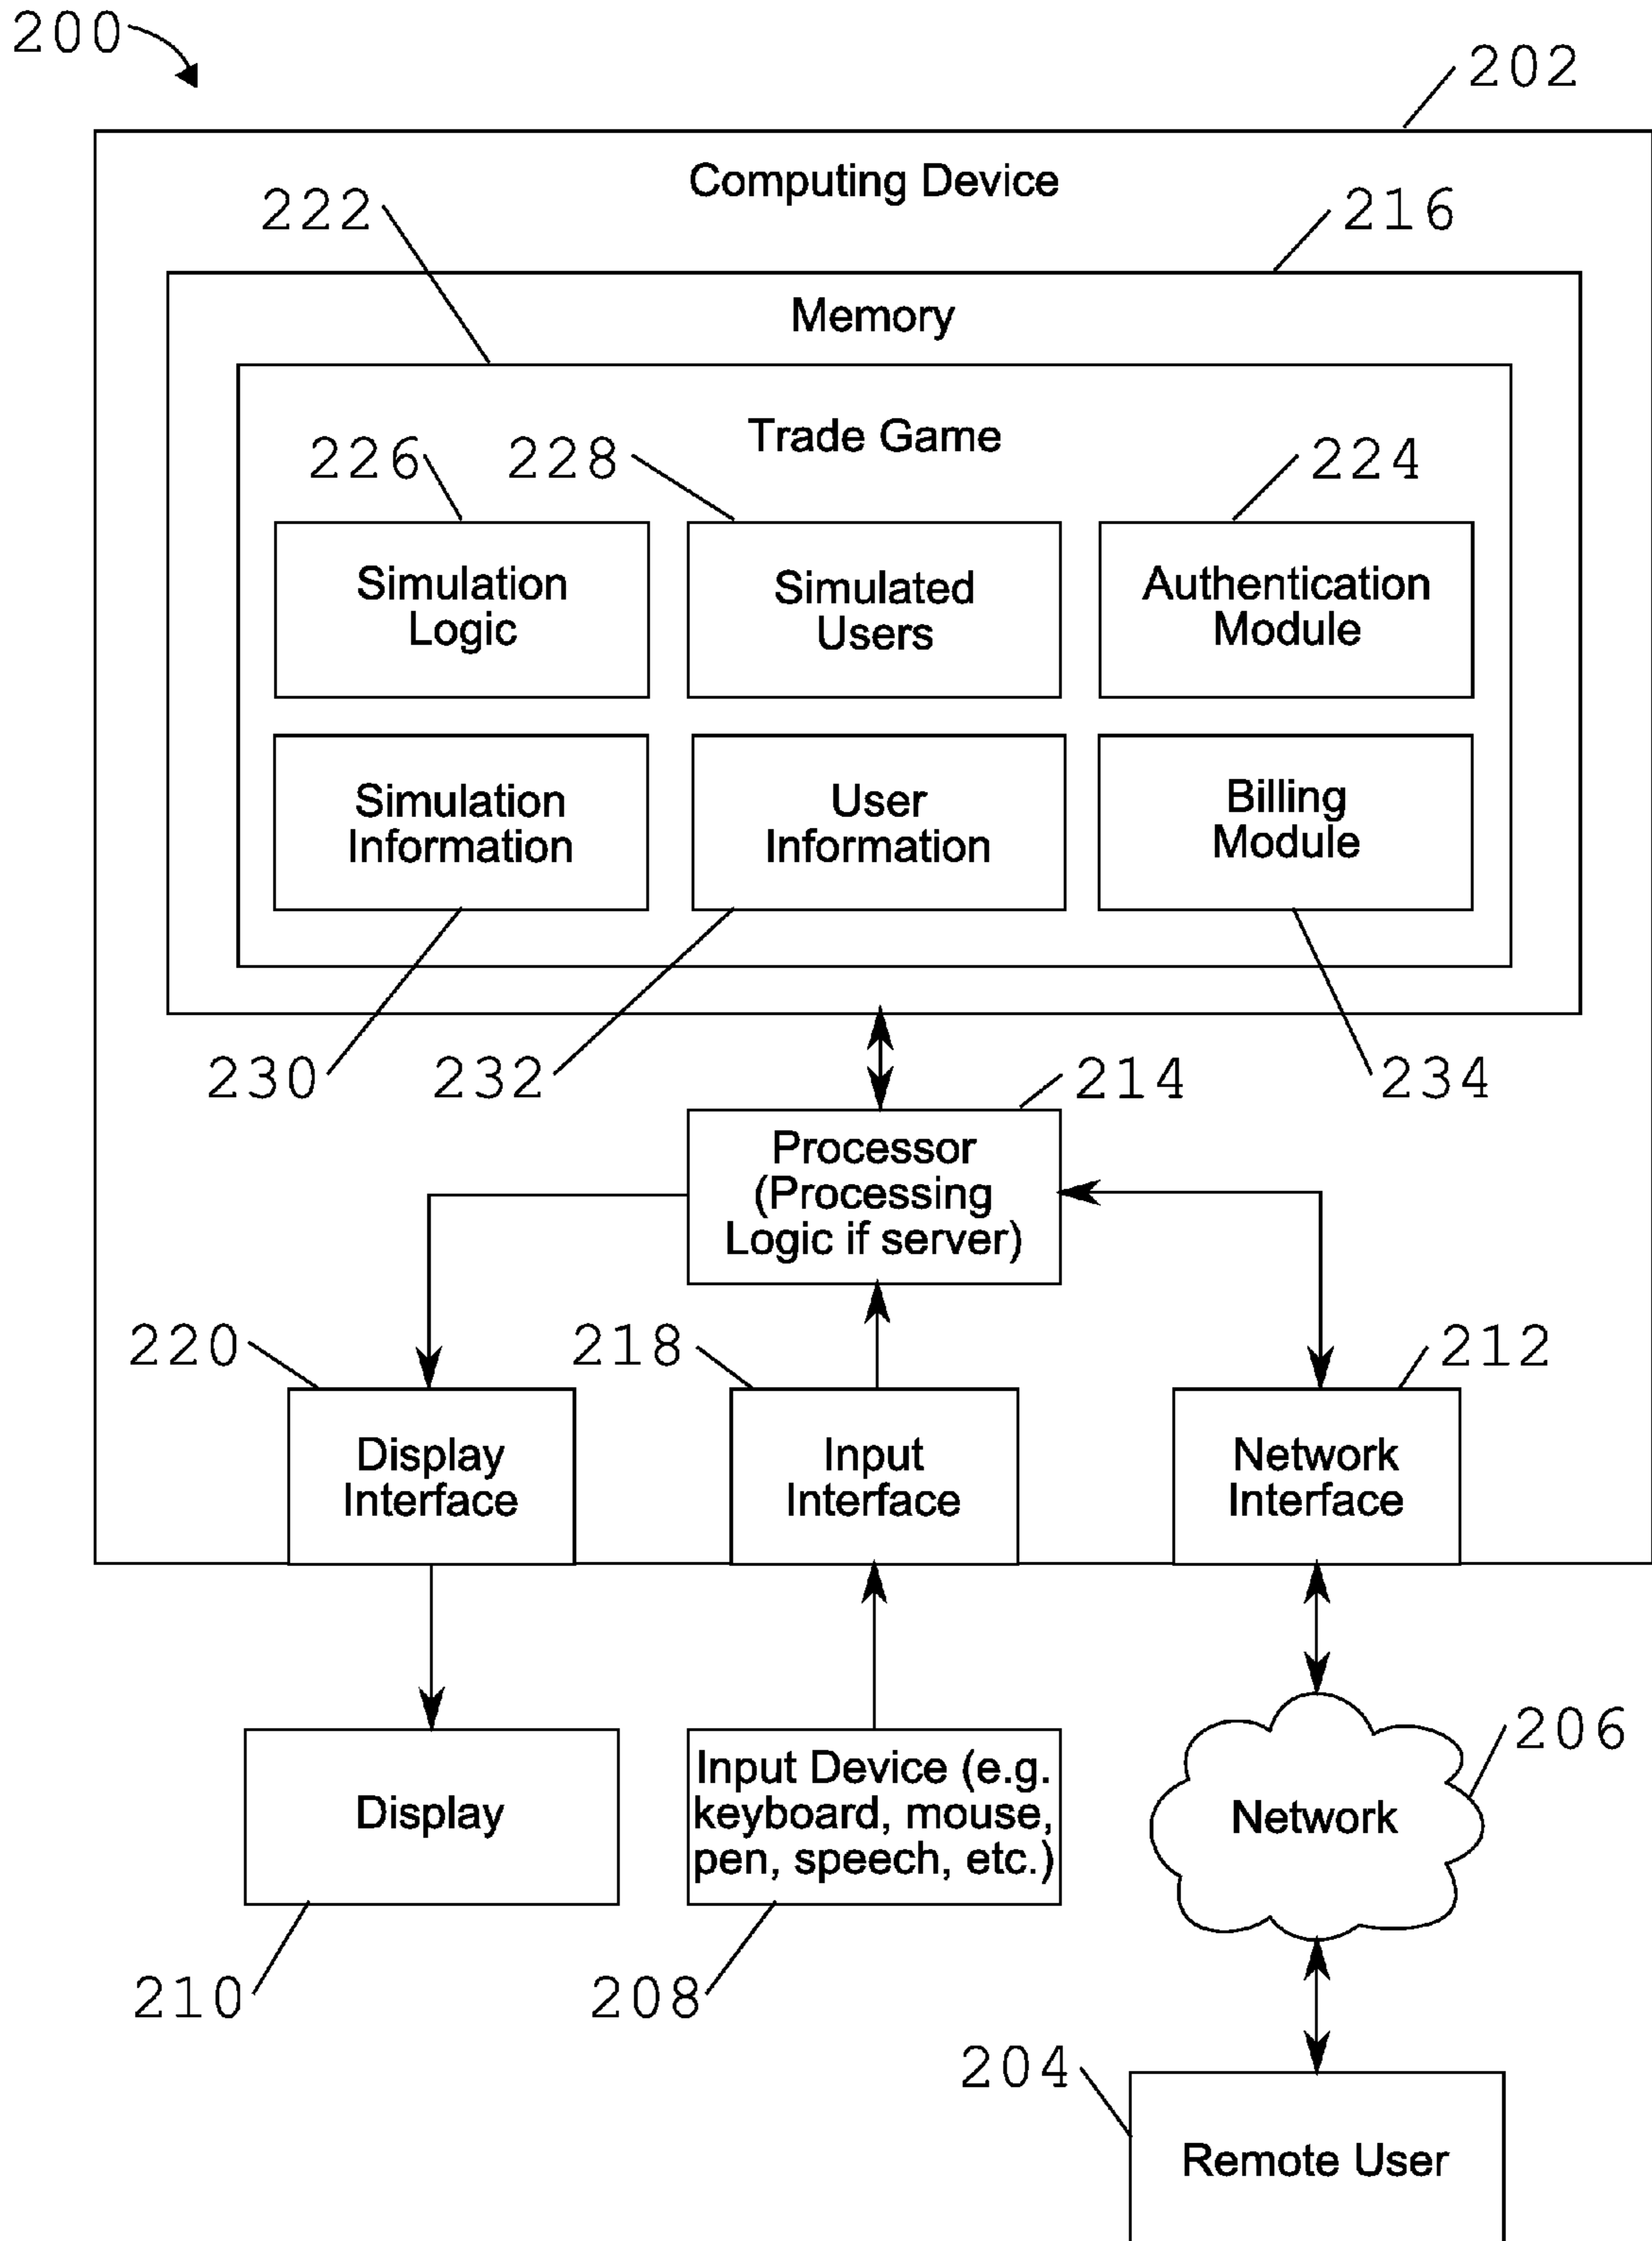 200
202
Computing Device
222
216
Memory
Trade Game
226
228
224
Simulation
Logic
Simulated
Users
Authentication
Module
Simulation
Information
User
Information
Billing
Module
230
232
214
234
Processor
(Processing
Logic if server)
220
218
212
Display
Interface
Input
Interface
Network
Interface
206
Display
Input Device (e.g.
keyboard, mouse,
pen, speech, etc.)
Network
210
208
204
Remote User